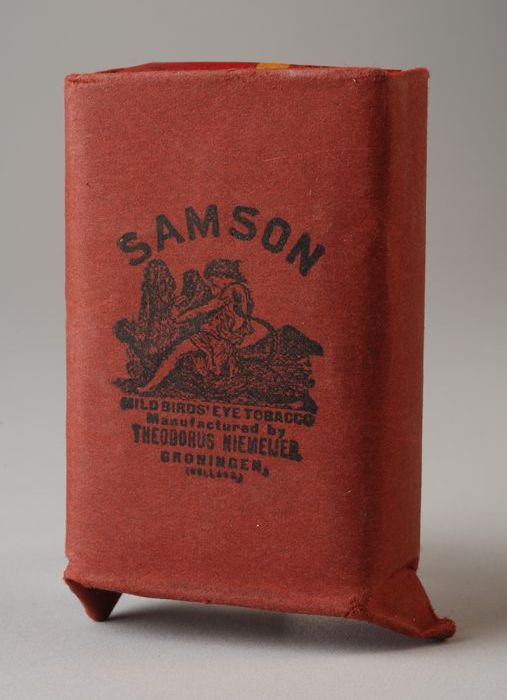 SAMSON
MILD BIRDS' EYE TOBACCO
Manufactured by
THEODORUS NIEMEIJER
GRONINGEN,
(HOLLAND)